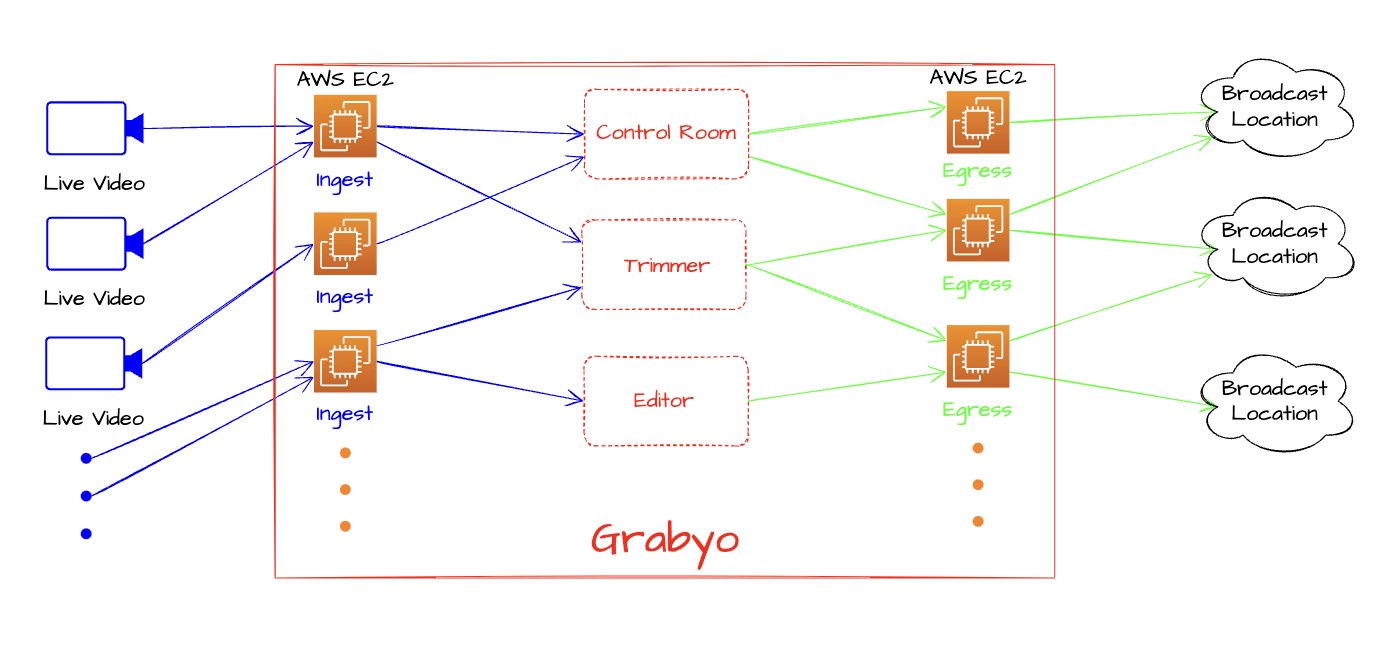 AWS EC2
AWS EC2
Broadcast
Location
Control Room
Live Video
Ingest
Egress
Live Video
Ingest
Trimmer
Egress
Broadcast
Location
Live Video
Ingest
Editor
Egress
Broadcast
Location
Grabyo